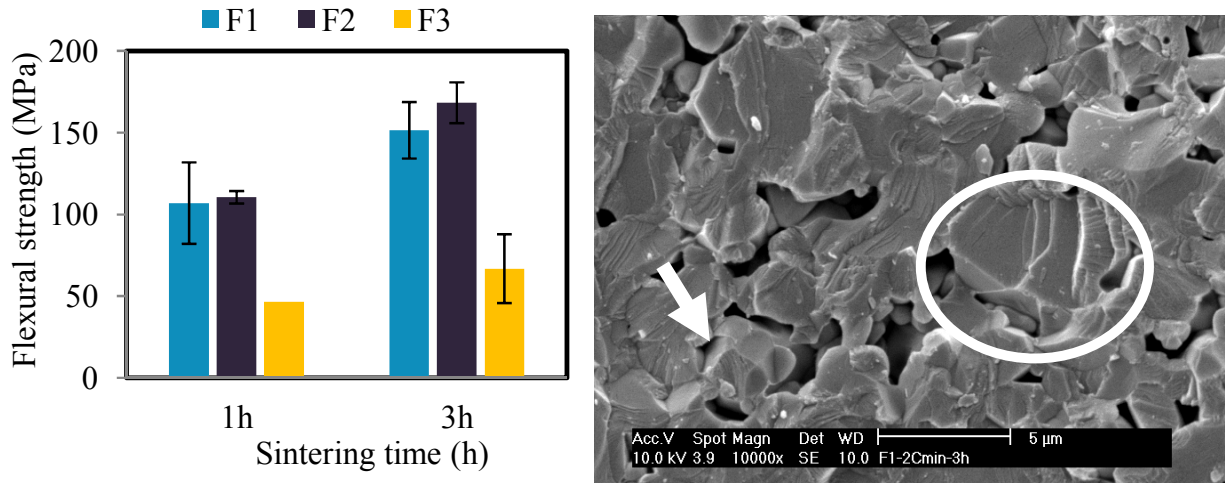 F1 F2 F3
Flexural strength (MPa)
200
150
100
50
0
1h 3h
Sintering time (h)
Acc.V Spot Magn Det WD 5 µm
10.0 kV 3.9 10000x SE 10.0 F1-2Cmin-3h